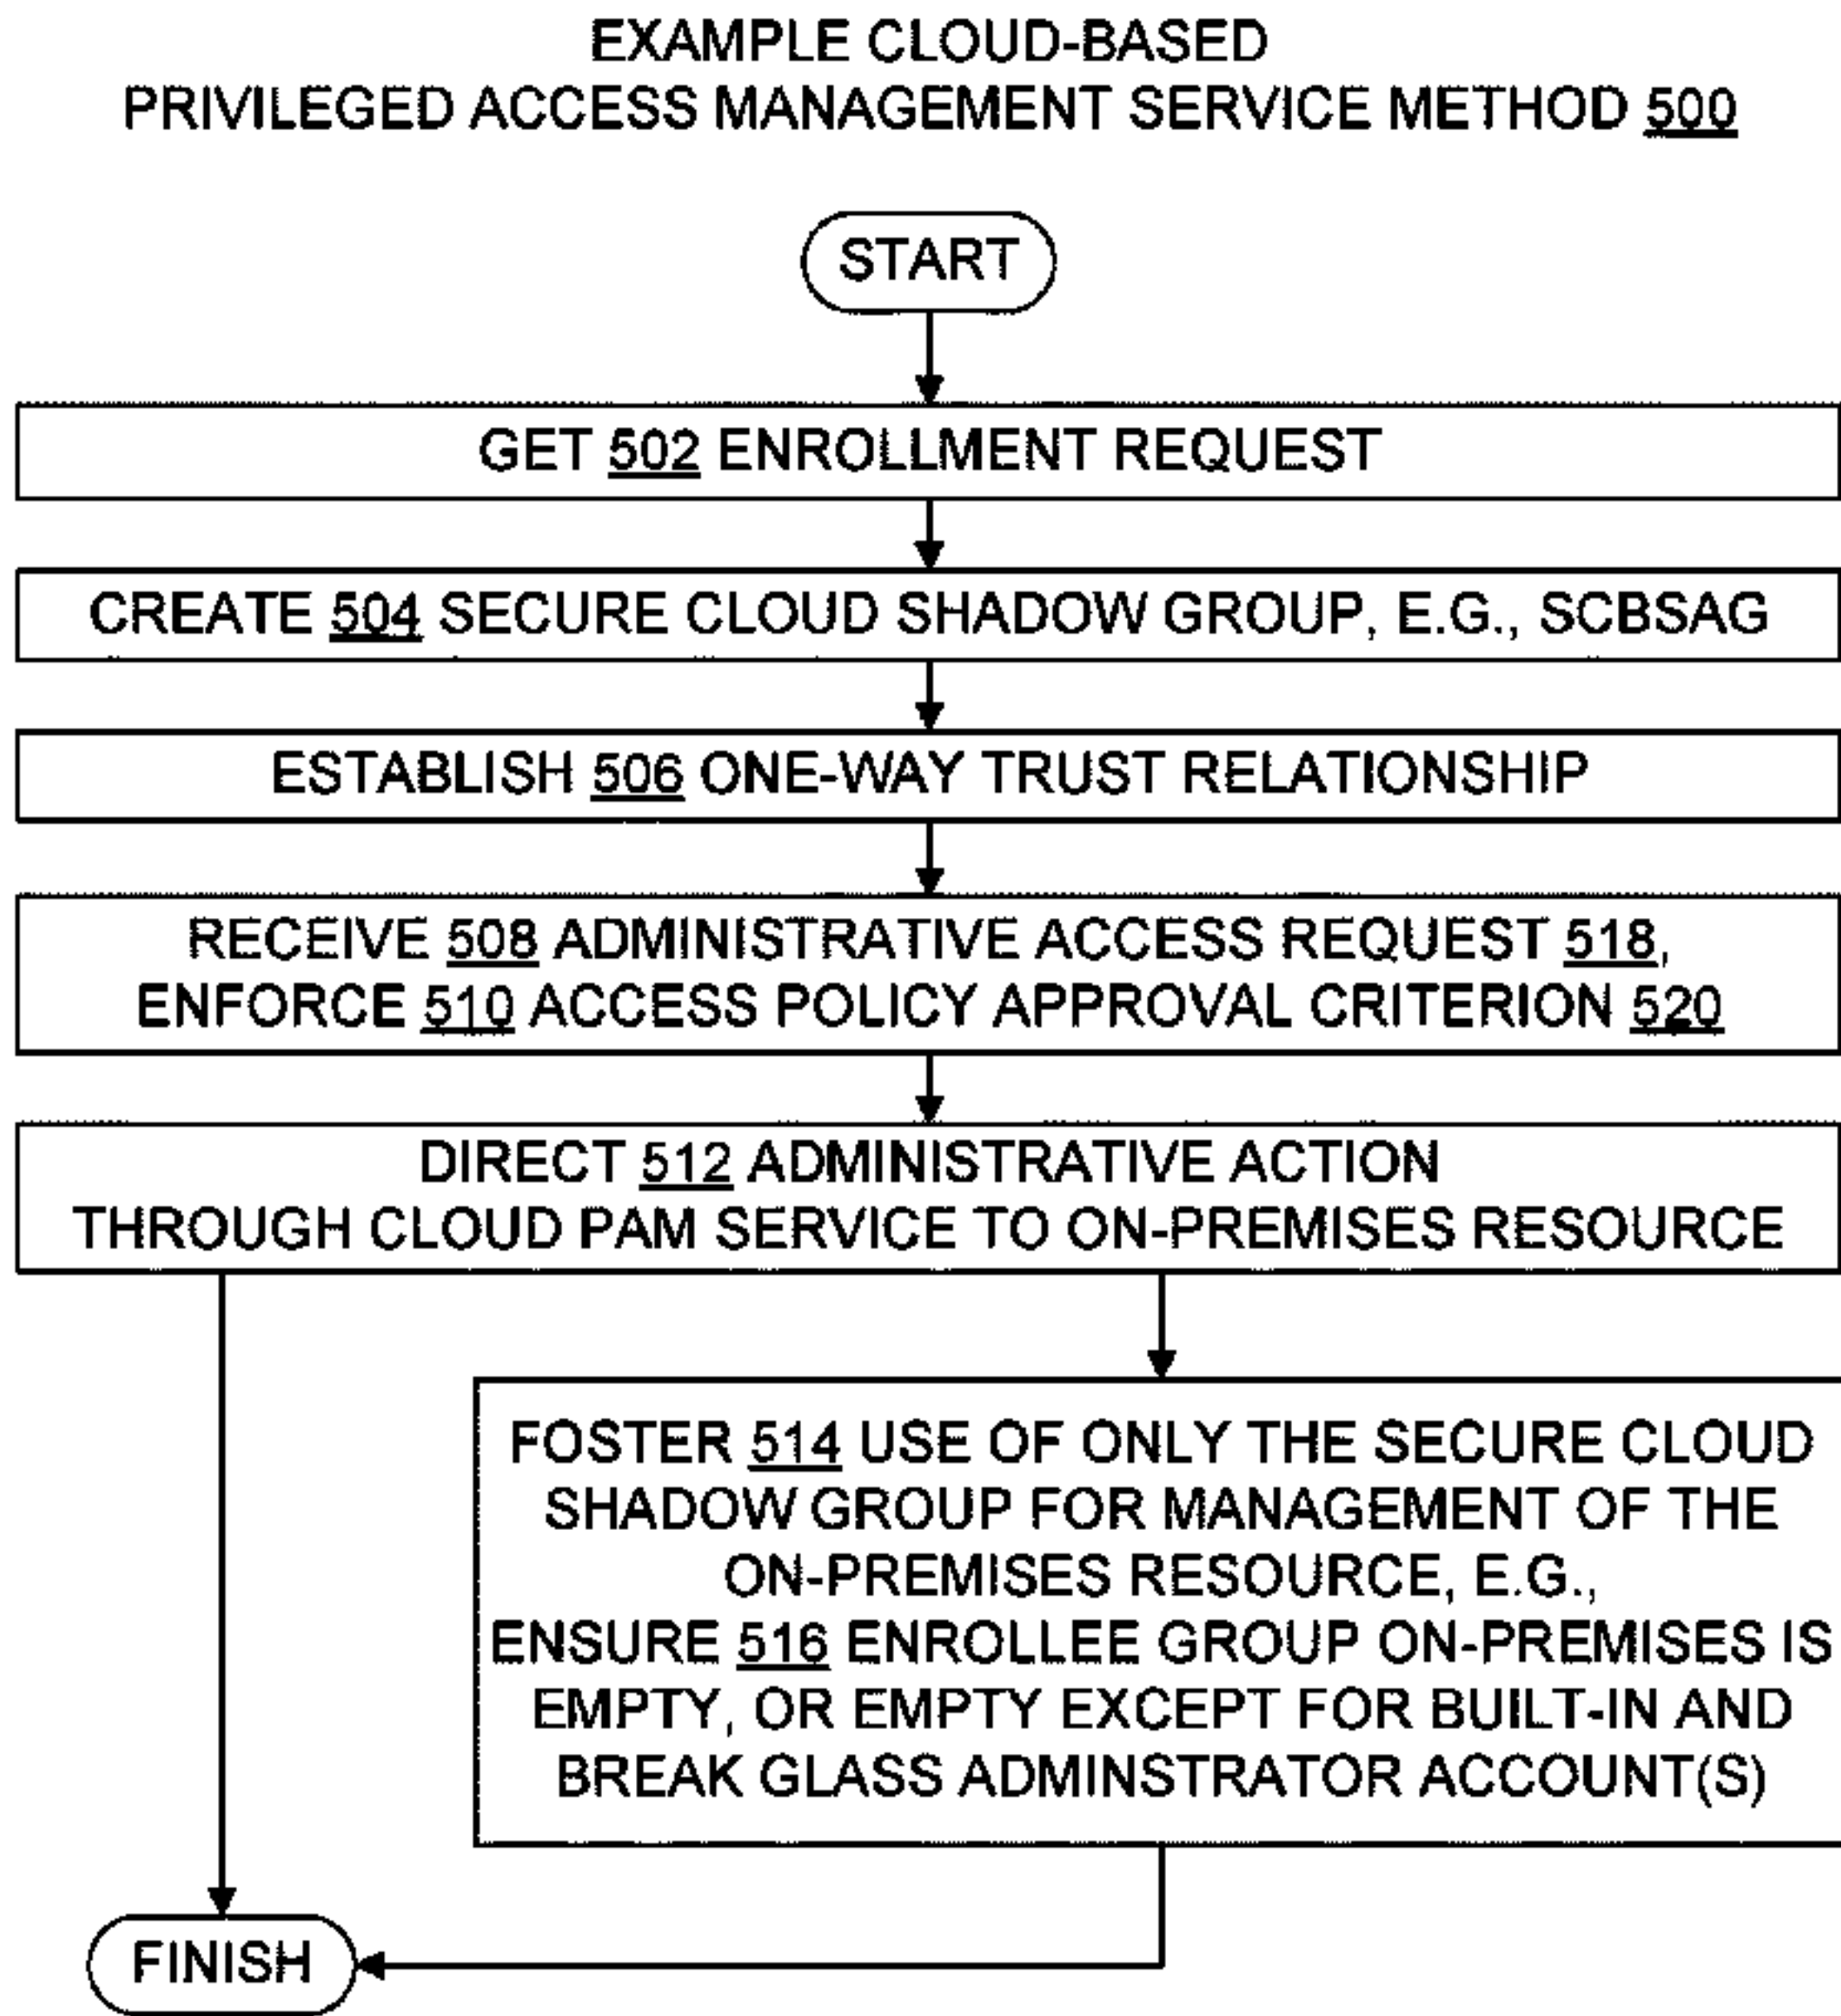 EXAMPLE CLOUD-BASED
PRIVILEGED ACCESS MANAGEMENT SERVICE METHOD 500
START
GET 502 ENROLLMENT REQUEST
CREATE 504 SECURE CLOUD SHADOW GROUP, E.G., SCBSAG
ESTABLISH 506 ONE-WAY TRUST RELATIONSHIP
RECEIVE 508 ADMINISTRATIVE ACCESS REQUEST 518,
ENFORCE 510 ACCESS POLICY APPROVAL CRITERION 520
DIRECT 512 ADMINISTRATIVE ACTION
THROUGH CLOUD PAM SERVICE TO ON-PREMISES RESOURCE
FOSTER 514 USE OF ONLY THE SECURE CLOUD
SHADOW GROUP FOR MANAGEMENT OF THE
ON-PREMISES RESOURCE, E.G.,
ENSURE 516 ENROLLEE GROUP ON-PREMISES IS
EMPTY, OR EMPTY EXCEPT FOR BUILT-IN AND
BREAK GLASS ADMINSTRATOR ACCOUNT(S)
FINISH